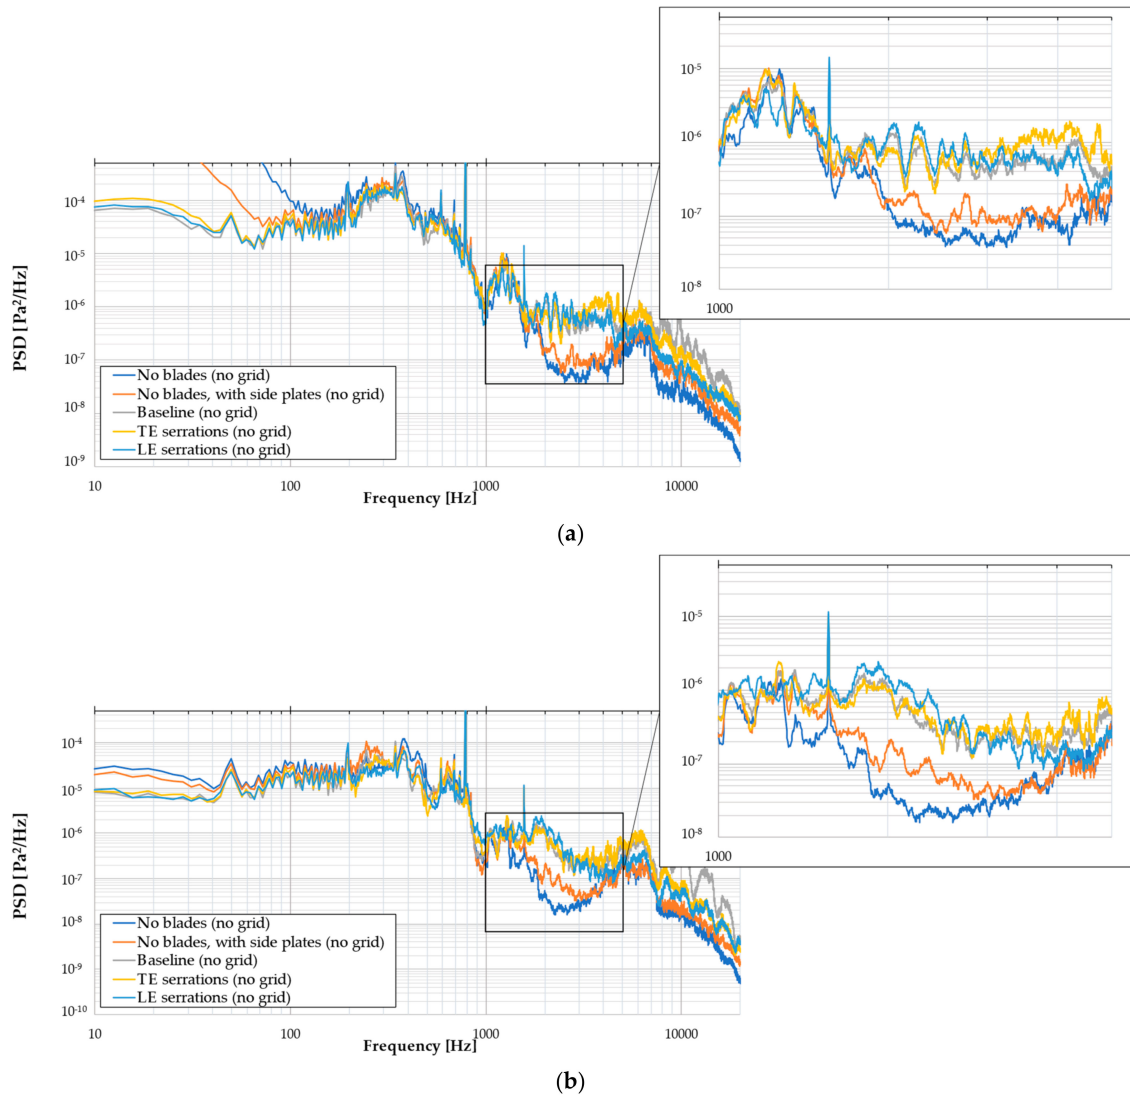 10⁻⁵
10⁻⁶
10⁻⁷
10⁻⁸
1000
PSD [Pa²/Hz]
10⁻⁴
10⁻⁵
10⁻⁶
10⁻⁷
10⁻⁸
10⁻⁹
No blades (no grid)
No blades, with side plates (no grid)
Baseline (no grid)
TE serrations (no grid)
LE serrations (no grid)
10 100 1000 10000
Frequency [Hz]
(a)
10⁻⁵
10⁻⁶
10⁻⁷
10⁻⁸
1000
PSD [Pa²/Hz]
10⁻⁴
10⁻⁵
10⁻⁶
10⁻⁷
10⁻⁸
10⁻⁹
10⁻¹⁰
No blades (no grid)
No blades, with side plates (no grid)
Baseline (no grid)
TE serrations (no grid)
LE serrations (no grid)
10 100 1000 10000
Frequency [Hz]
(b)